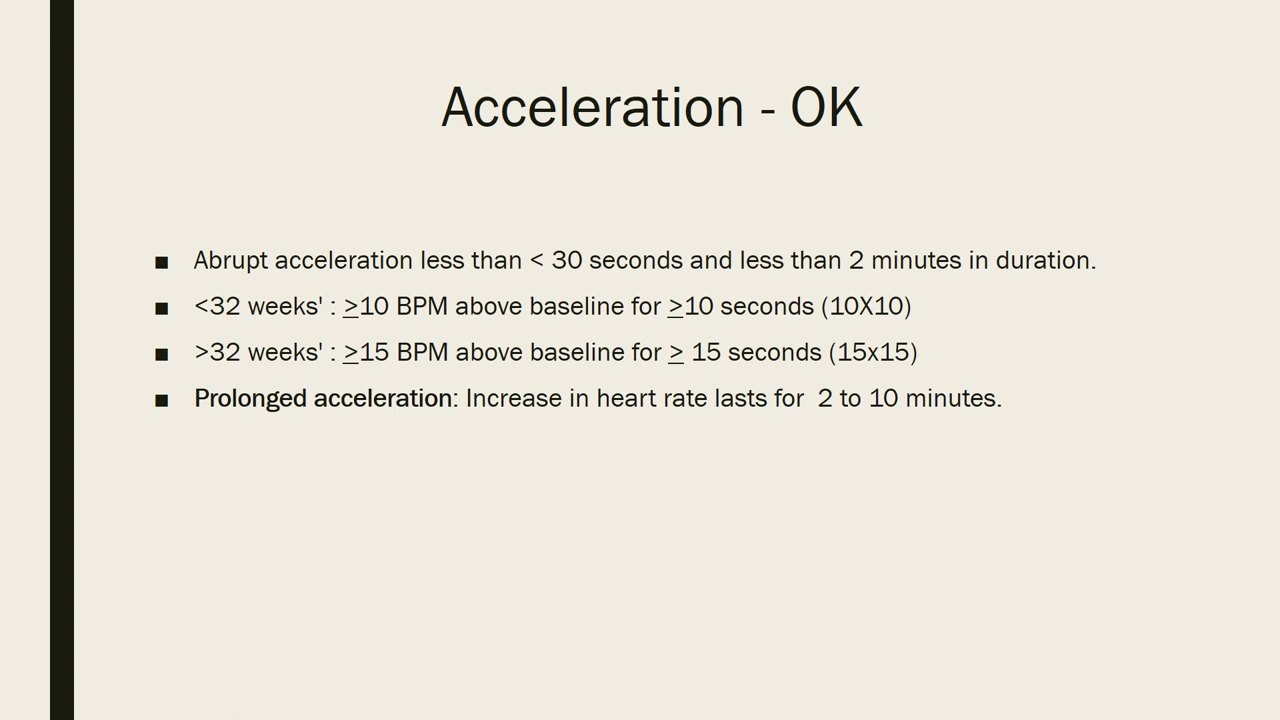 Acceleration - OK
■ Abrupt acceleration less than < 30 seconds and less than 2 minutes in duration.
■ <32 weeks' : >10 BPM above baseline for >10 seconds (10X10)
■ >32 weeks' : >15 BPM above baseline for > 15 seconds (15x15)
■ Prolonged acceleration: Increase in heart rate lasts for  2 to 10 minutes.